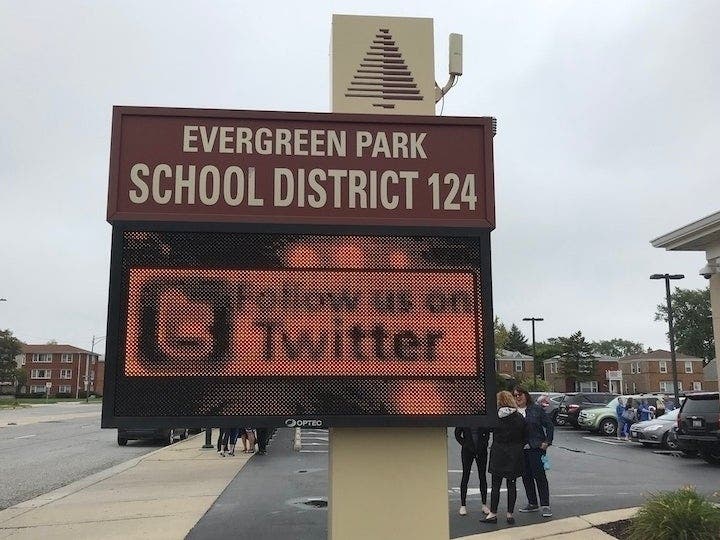 EVERGREEN PARK
SCHOOL DISTRICT 124
Follow us on
Twitter
OPTEC